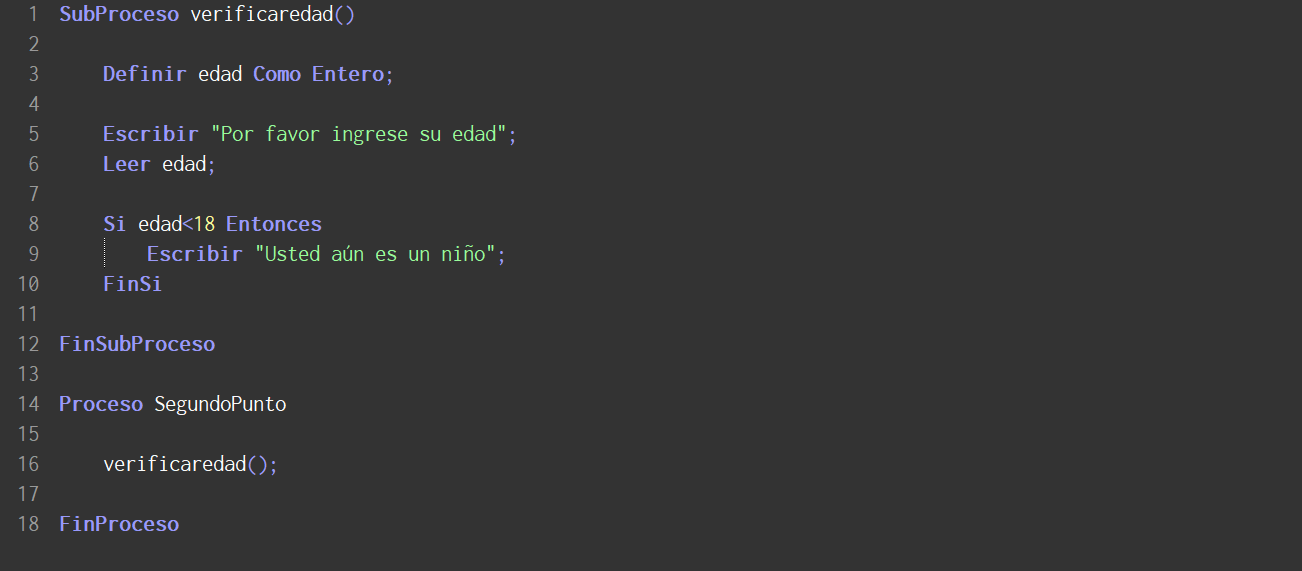 1 SubProceso verificaredad()
2
3 Definir edad Como Entero;
4
5 Escribir "Por favor ingrese su edad";
6 Leer edad;
7
8 Si edad<18 Entonces
9 Escribir "Usted aún es un niño";
10 FinSi
11
12 FinSubProceso
13
14 Proceso SegundoPunto
15
16 verificaredad();
17
18 FinProceso